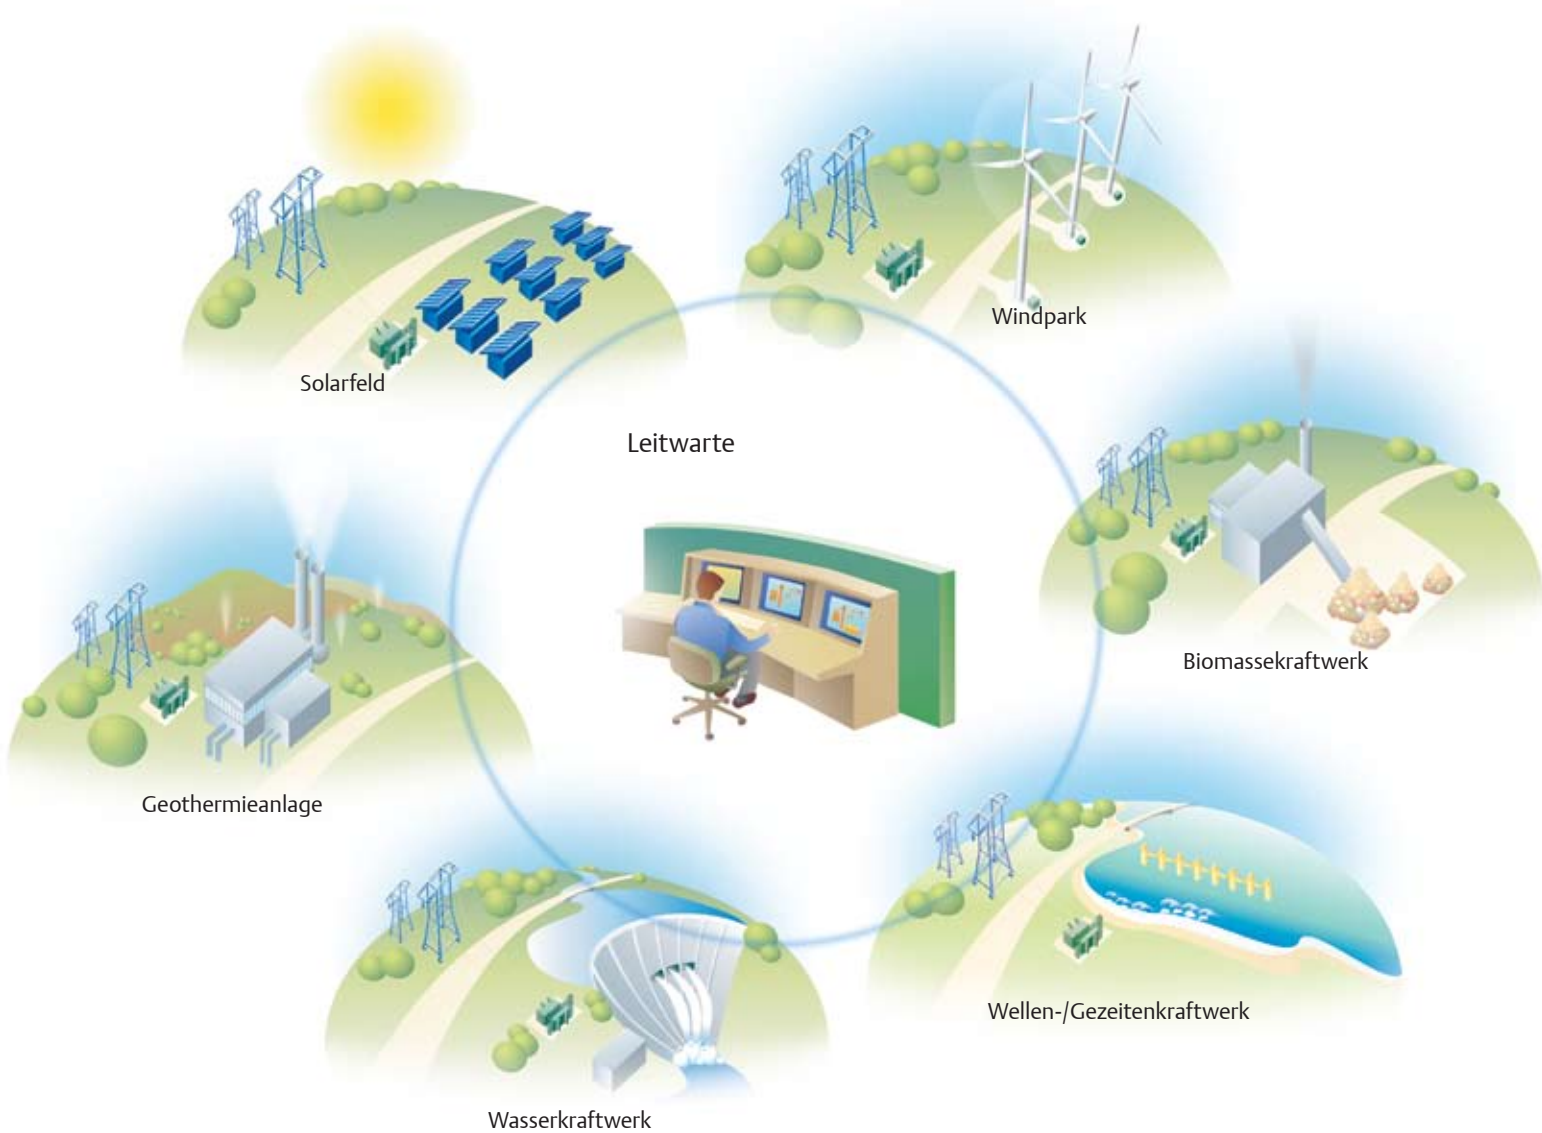 Windpark
Solarfeld
Leitwarte
Biomassekraftwerk
Geothermieanlage
Wellen-/Gezeitenkraftwerk
Wasserkraftwerk